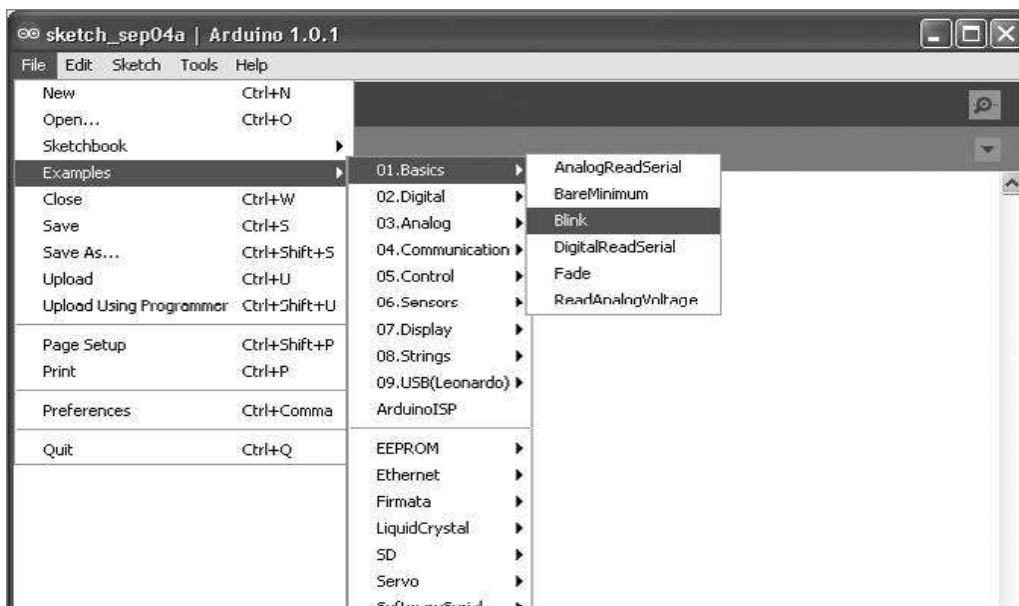 sketch_sep04a | Arduino 1.0.1
File Edit Sketch Tools Help
New Ctrl+N
Open... Ctrl+O
Sketchbook
Examples
Close Ctrl+W
Save Ctrl+S
Save As... Ctrl+Shift+S
Upload Ctrl+U
Upload Using Programmer Ctrl+Shift+U
Page Setup Ctrl+Shift+P
Print Ctrl+P
Preferences Ctrl+Comma
Quit Ctrl+Q
01.Basics
02.Digital
03.Analog
04.Communication
05.Control
06.Sensors
07.Display
08.Strings
09.USB(Leonardo)
ArduinoISP
EEPROM
Ethernet
Firmata
LiquidCrystal
SD
Servo
AnalogReadSerial
BareMinimum
Blink
DigitalReadSerial
Fade
ReadAnalogVoltage